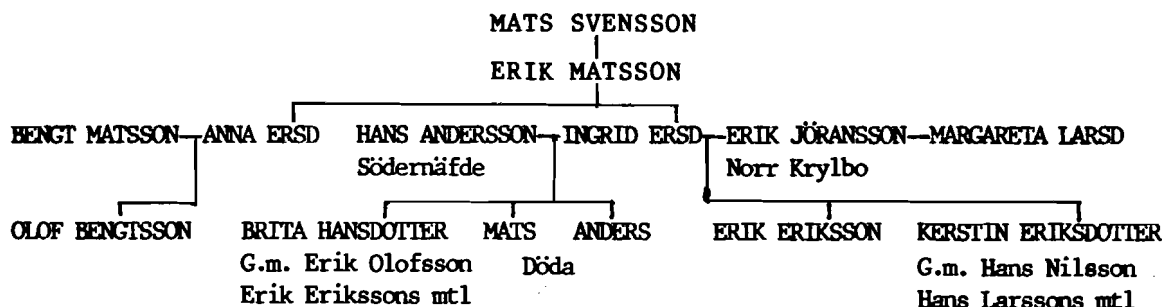 MATS SVENSSON
ERIK MATSSON
BENGT MATSSON—ANNA ERSD HANS ANDERSSON—INGRID ERSD—ERIK JÖRANSSON—MARGARETA LARSD
Södernäfde Norr Krylbo
OLOF BENGTSSON BRITA HANSDOTTER MATS ANDERS ERIK ERIKSSON KERSTIN ERIKSDOTTER
G.m. Erik Olofsson Döda G.m. Hans Nilsson
Erik Erikssons mtl Hans Larssons mtl